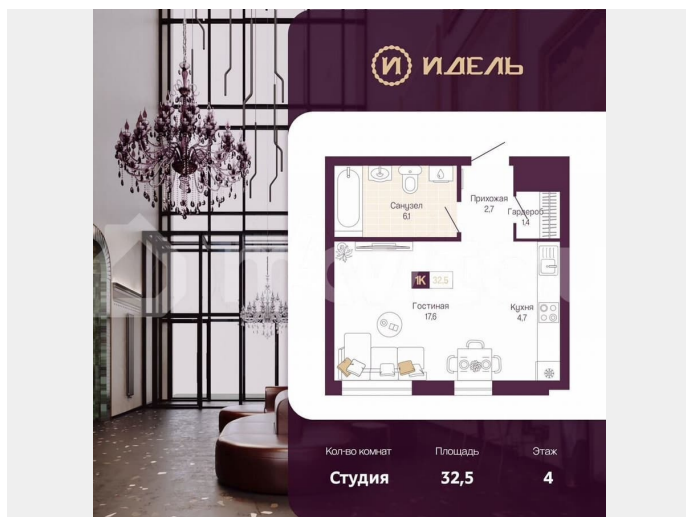 И ИДЕЛЬ
Санузел
6,1
Прихожая
2,7
Гардероб
1,4
1К 32,5
Гостиная
17,6
Кухня
4,7
Кол-во комнат Площадь Этаж
Студия 32,5 4